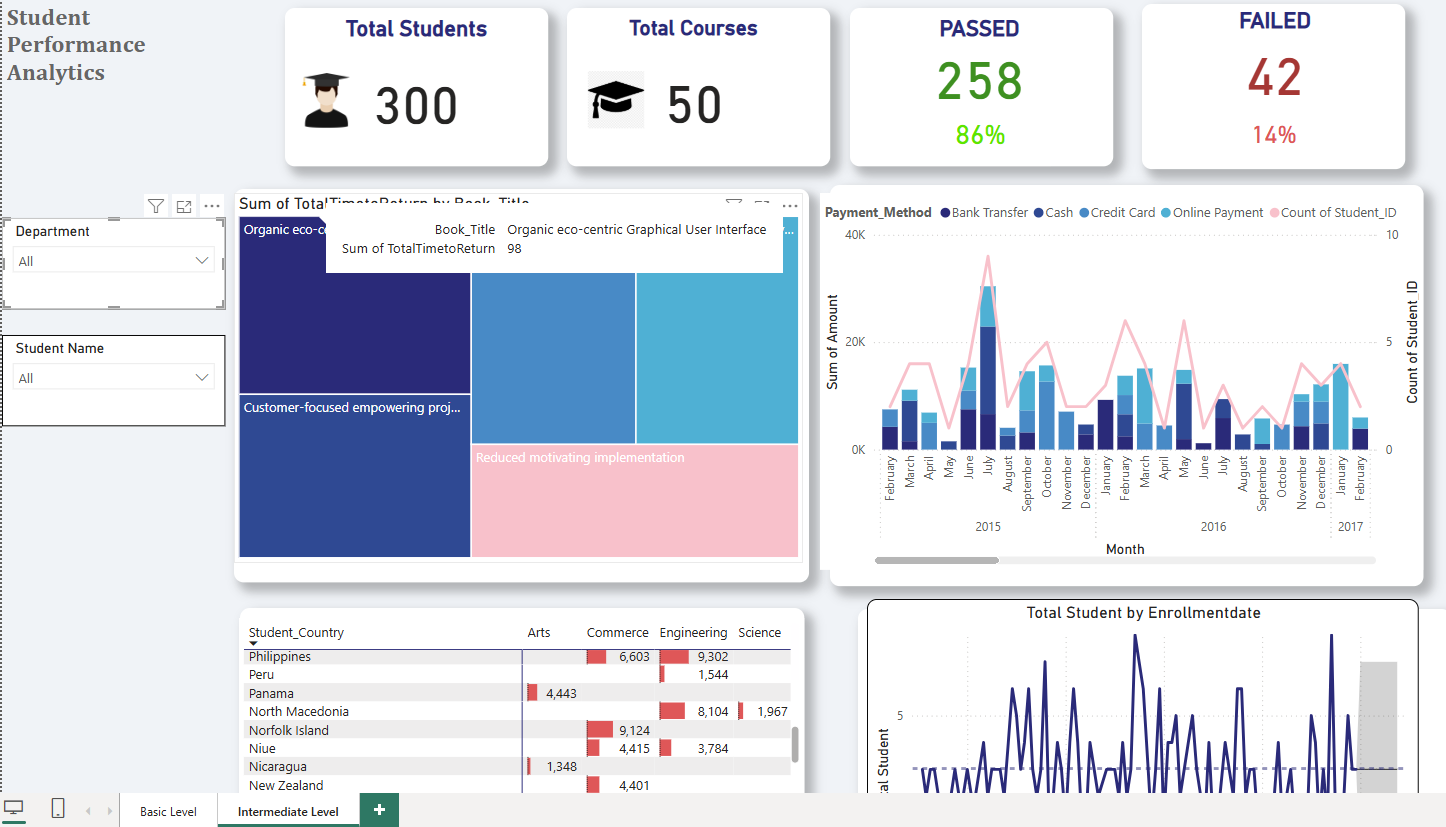 Student
Performance
Analytics
Total Students
300
Total Courses
50
PASSED
258
86%
FAILED
42
14%
Department
All
Student Name
All
Sum of TotalTimetoReturn by Book_Title
Organic eco-c
Book_Title Organic eco-centric Graphical User Interface
Sum of TotalTimetoReturn 98
...
Customer-focused empowering proj...
Reduced motivating implementation
Payment_Method Bank Transfer Cash Credit Card Online Payment Count of Student_ID
40K
20K
0K
10
5
0
Sum of Amount
Count of Student_ID
February
March
April
May
June
July
August
September
October
November
December
January
February
March
April
May
June
July
August
September
October
November
December
January
February
2015 2016 2017
Month
Student_Country Arts Commerce Engineering Science
Philippines 6,603 9,302
Peru 1,544
Panama 4,443
North Macedonia 8,104 1,967
Norfolk Island 9,124
Niue 4,415 3,784
Nicaragua 1,348
New Zealand 4,401
Total Student by Enrollmentdate
5
al Student
Basic Level Intermediate Level +